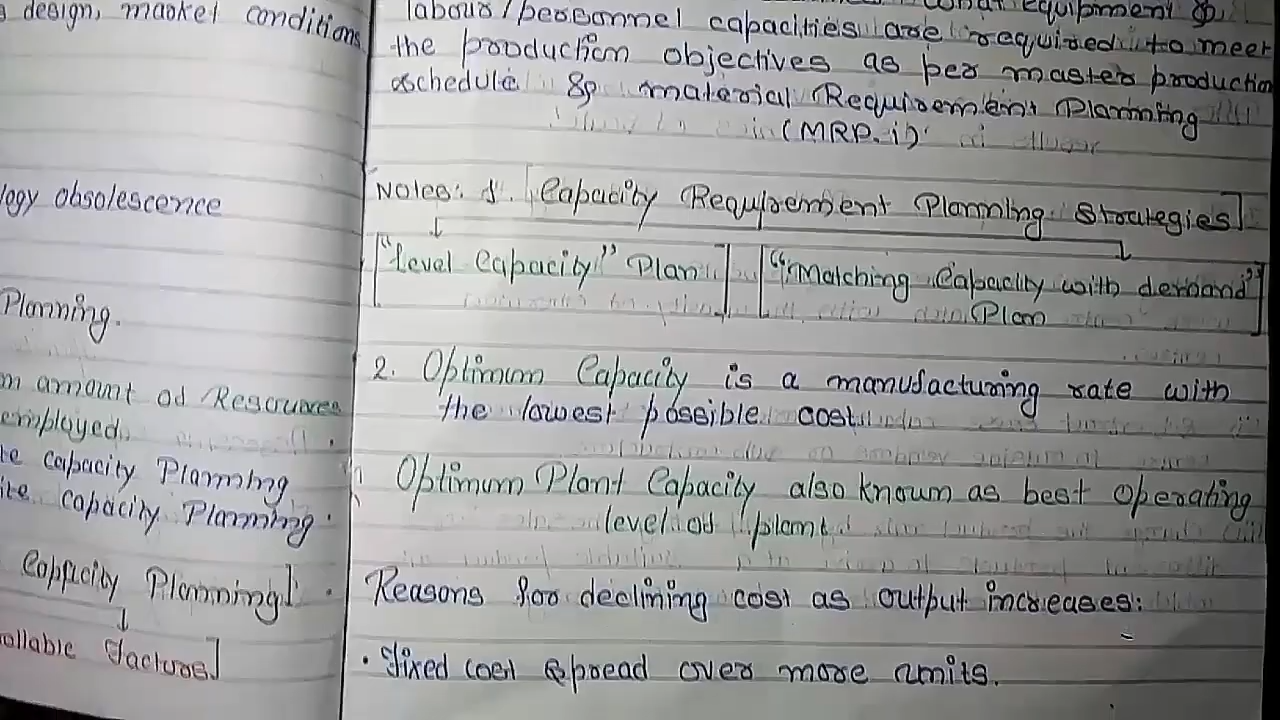 design, market conditions
logy obsolescence
Planning.
m amount of Resources
employed.
te capacity Planning
ite capacity Planning.
Capacity Planning]
ollable factors]
what equipment &
labour/personnel capacities are required to meet
the production objectives as per master production
schedule & material Requirement Planning
(MRP-i)
Notes: 1. [Capacity Requirement Planning Strategies]
["level Capacity" Plan] ["Matching Capacity with demand"
Plan]
2. Optimum Capacity is a manufacturing rate with
the lowest possible cost.
Optimum Plant Capacity also known as best operating
level of plant.
Reasons for declining cost as output increases:
• fixed cost spread over more units.